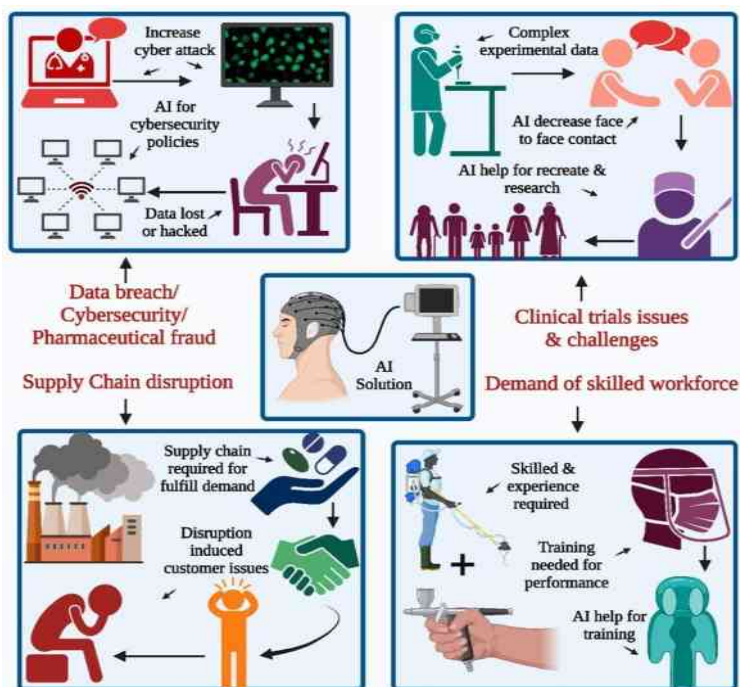 Increase
cyber attack
AI for
cybersecurity
policies
Data lost
or hacked
Complex
experimental data
AI decrease face
to face contact
AI help for recreate &
research
Data breach/
Cybersecurity/
Pharmaceutical fraud
Clinical trials issues
& challenges
AI
Solution
Supply Chain disruption
Demand of skilled workforce
Supply chain
required for
fulfill demand
Disruption
induced
customer issues
Skilled &
experience
required
+
Training
needed for
performance
AI help for
training